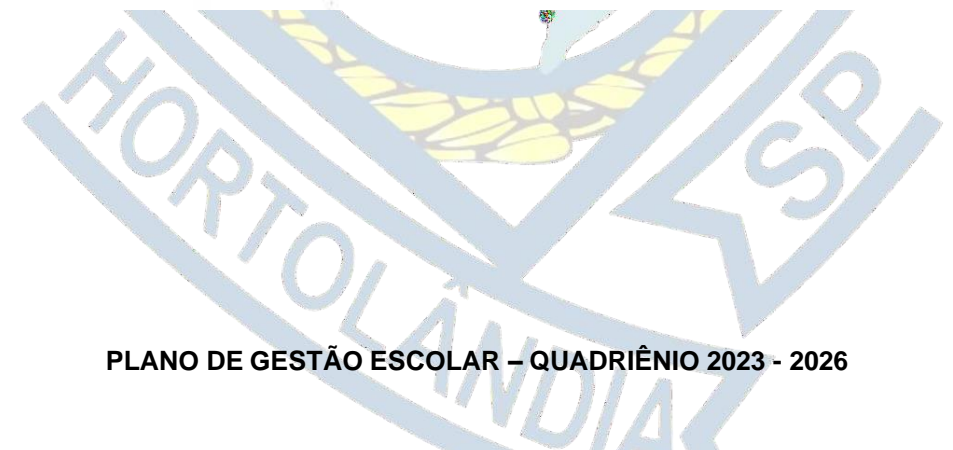 HORTOLÂNDIA
SP
PLANO DE GESTÃO ESCOLAR – QUADRIÊNIO 2023 - 2026